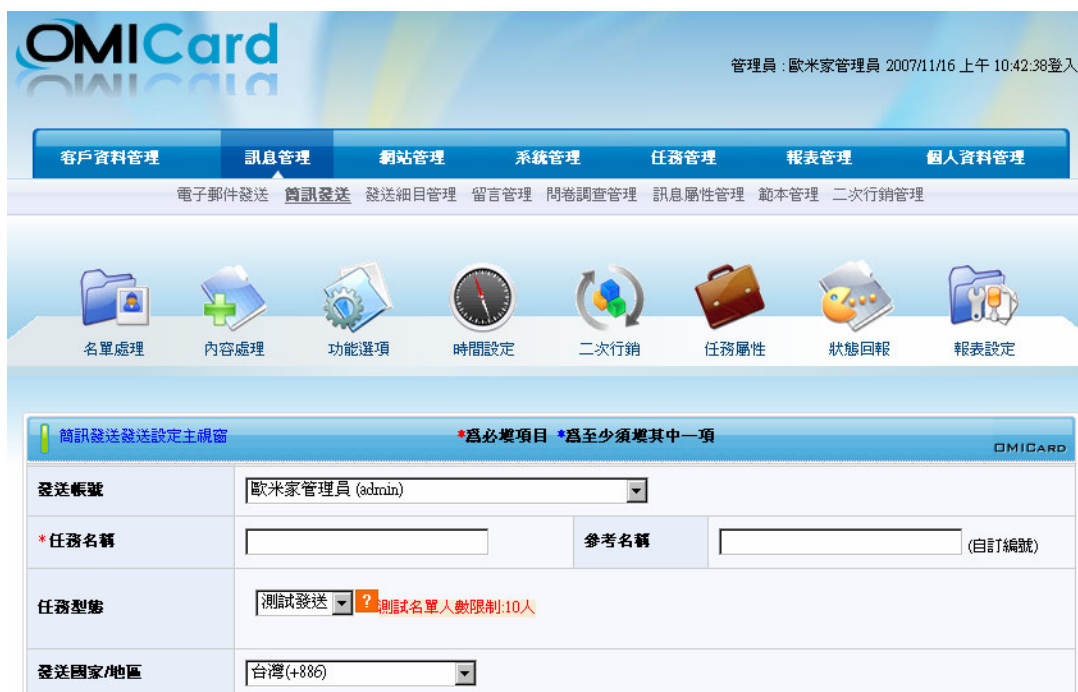 OMICard
管理員 : 歐米家管理員 2007/11/16 上午 10:42:38登入
客戶資料管理 訊息管理 網站管理 系統管理 任務管理 報表管理 個人資料管理
電子郵件發送 簡訊發送 發送細目管理 留言管理 問卷調查管理 訊息屬性管理 範本管理 二次行銷管理
名單處理 內容處理 功能選項 時間設定 二次行銷 任務屬性 狀態回報 報表設定
簡訊發送發送設定主視窗 *為必填項目 *為至少須填其中一項 OMICARD
發送帳號 歐米家管理員 (admin)
*任務名稱 參考名稱 (自訂編號)
任務型態 測試發送 ? 測試名單人數限制:10人
發送國家/地區 台灣(+886)